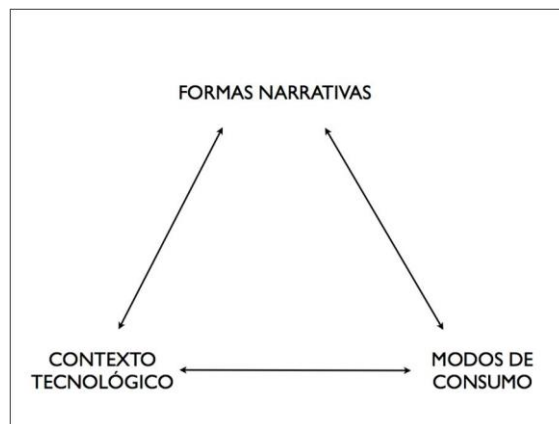 FORMAS NARRATIVAS
CONTEXTO
TECNOLÓGICO
MODOS DE
CONSUMO